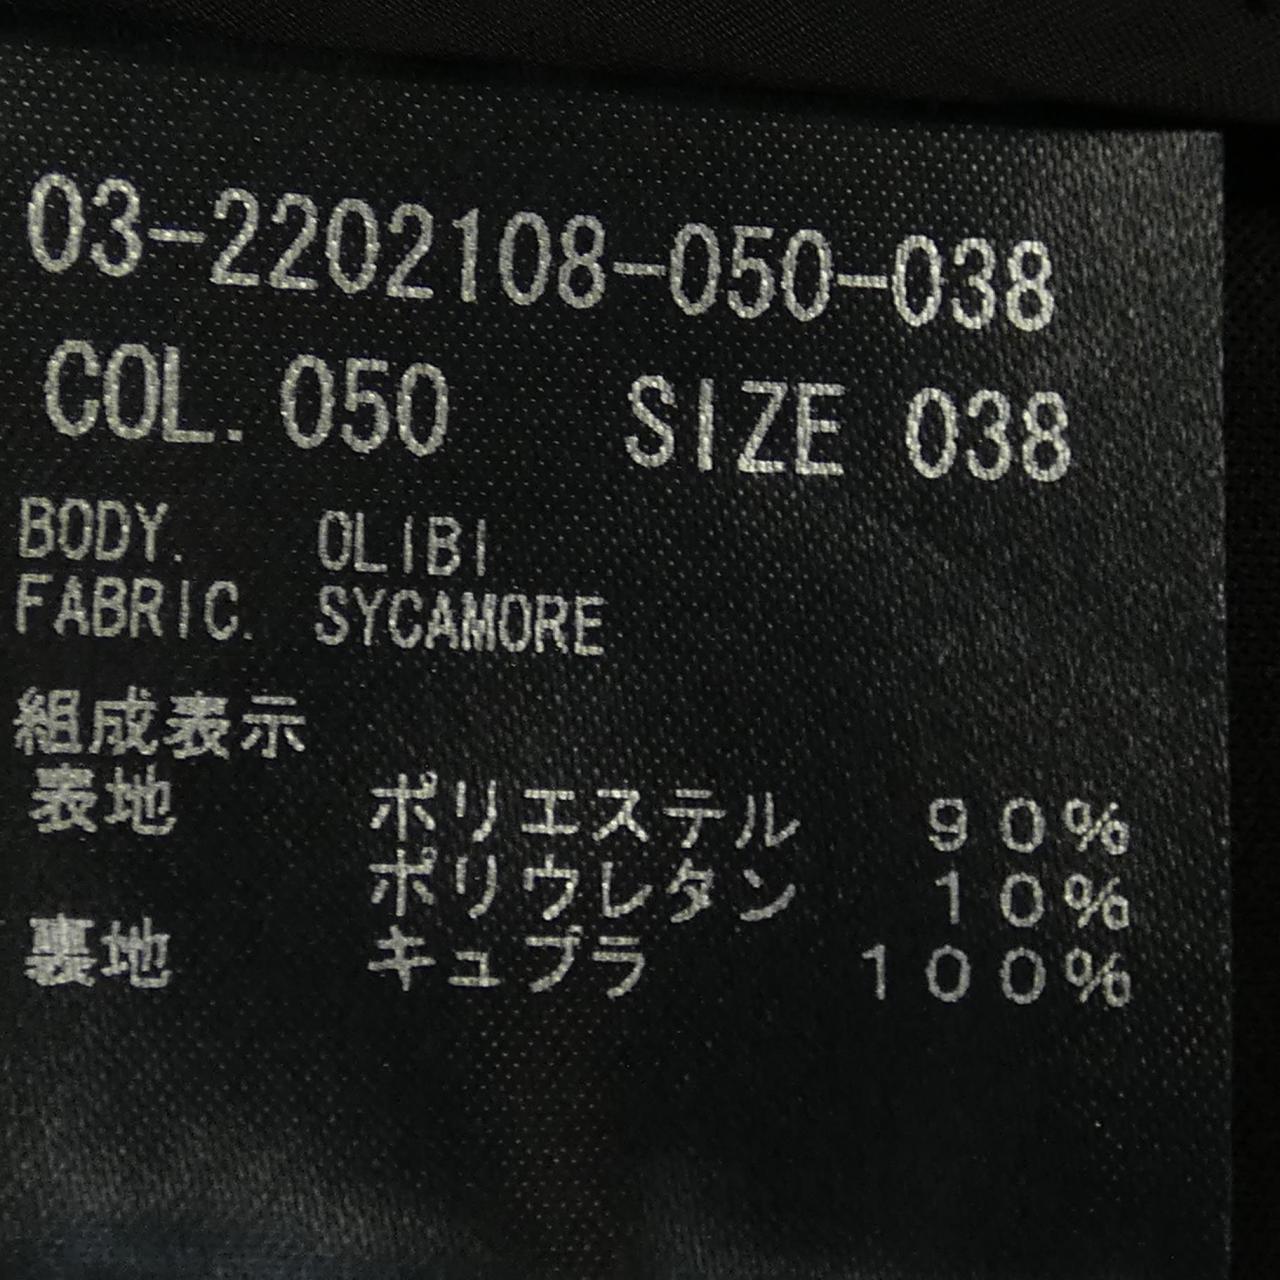 03-2202108-050-038
COL. 050 SIZE 038
BODY. OLIBI
FABRIC. SYCAMORE
組成表示
表地 ポリエステル 90%
ポリウレタン 10%
裏地 キュプラ 100%